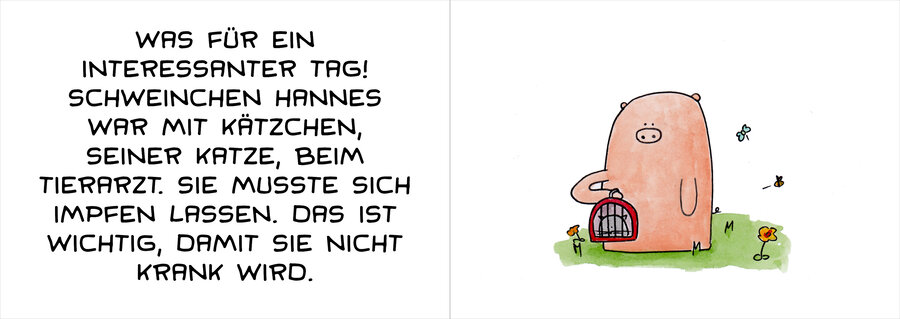 WAS FÜR EIN
INTERESSANTER TAG!
SCHWEINCHEN HANNES
WAR MIT KÄTZCHEN,
SEINER KATZE, BEIM
TIERARZT. SIE MUSSTE SICH
IMPFEN LASSEN. DAS IST
WICHTIG, DAMIT SIE NICHT
KRANK WIRD.